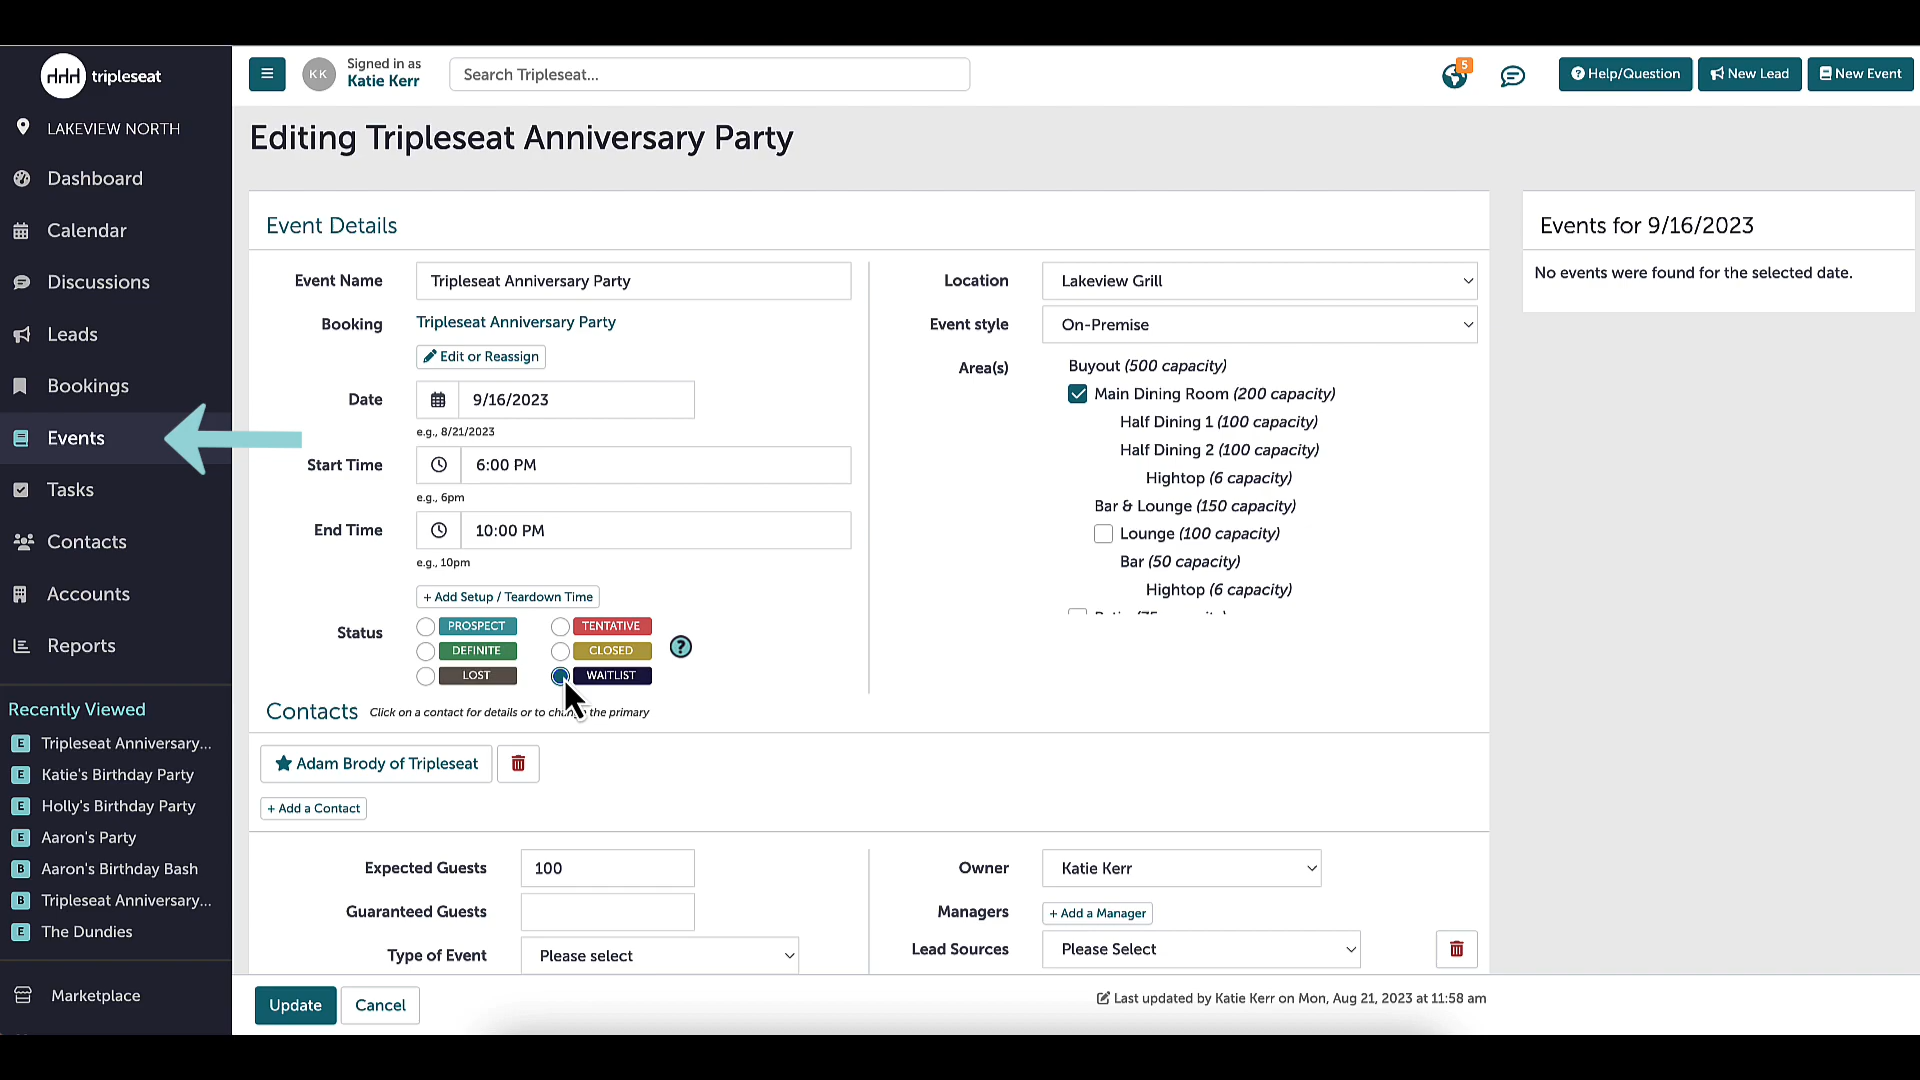 tripleseat
LAKEVIEW NORTH
Dashboard
Calendar
Discussions
Leads
Bookings
Events
Tasks
Contacts
Accounts
Reports
Recently Viewed
E Tripleseat Anniversary...
E Katie's Birthday Party
E Holly's Birthday Party
E Aaron's Party
B Aaron's Birthday Bash
B Tripleseat Anniversary...
E The Dundies
Marketplace
KK
Signed in as
Katie Kerr
Search Tripleseat...
5
? Help/Question
New Lead
New Event
Editing Tripleseat Anniversary Party
Event Details
Event Name Tripleseat Anniversary Party
Booking Tripleseat Anniversary Party
Edit or Reassign
Date 9/16/2023
e.g., 8/21/2023
Start Time 6:00 PM
e.g., 6pm
End Time 10:00 PM
e.g., 10pm
+ Add Setup / Teardown Time
Status PROSPECT TENTATIVE
DEFINITE CLOSED ?
LOST WAITLIST
Location Lakeview Grill
Event style On-Premise
Area(s) Buyout (500 capacity)
Main Dining Room (200 capacity)
Half Dining 1 (100 capacity)
Half Dining 2 (100 capacity)
Hightop (6 capacity)
Bar & Lounge (150 capacity)
Lounge (100 capacity)
Bar (50 capacity)
Hightop (6 capacity)
Contacts Click on a contact for details or to the primary
Adam Brody of Tripleseat
+ Add a Contact
Expected Guests 100
Guaranteed Guests
Type of Event Please select
Owner Katie Kerr
Managers + Add a Manager
Lead Sources Please Select
Update Cancel
Last updated by Katie Kerr on Mon, Aug 21, 2023 at 11:58 am
Events for 9/16/2023
No events were found for the selected date.